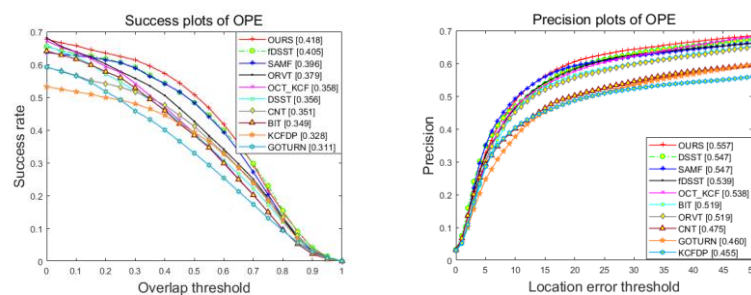 Success plots of OPE
Success rate
0.7
0.6
0.5
0.4
0.3
0.2
0.1
0
0 0.1 0.2 0.3 0.4 0.5 0.6 0.7 0.8 0.9 1
Overlap threshold
OURS [0.418]
fDSST [0.405]
SAMF [0.396]
ORVT [0.379]
OCT_KCF [0.358]
DSST [0.356]
CNT [0.351]
BIT [0.349]
KCFDP [0.328]
GOTURN [0.311]
Precision plots of OPE
Precision
0.7
0.6
0.5
0.4
0.3
0.2
0.1
0
0 5 10 15 20 25 30 35 40 45 50
Location error threshold
OURS [0.557]
DSST [0.547]
SAMF [0.547]
fDSST [0.539]
OCT_KCF [0.538]
BIT [0.519]
ORVT [0.519]
CNT [0.475]
GOTURN [0.460]
KCFDP [0.455]